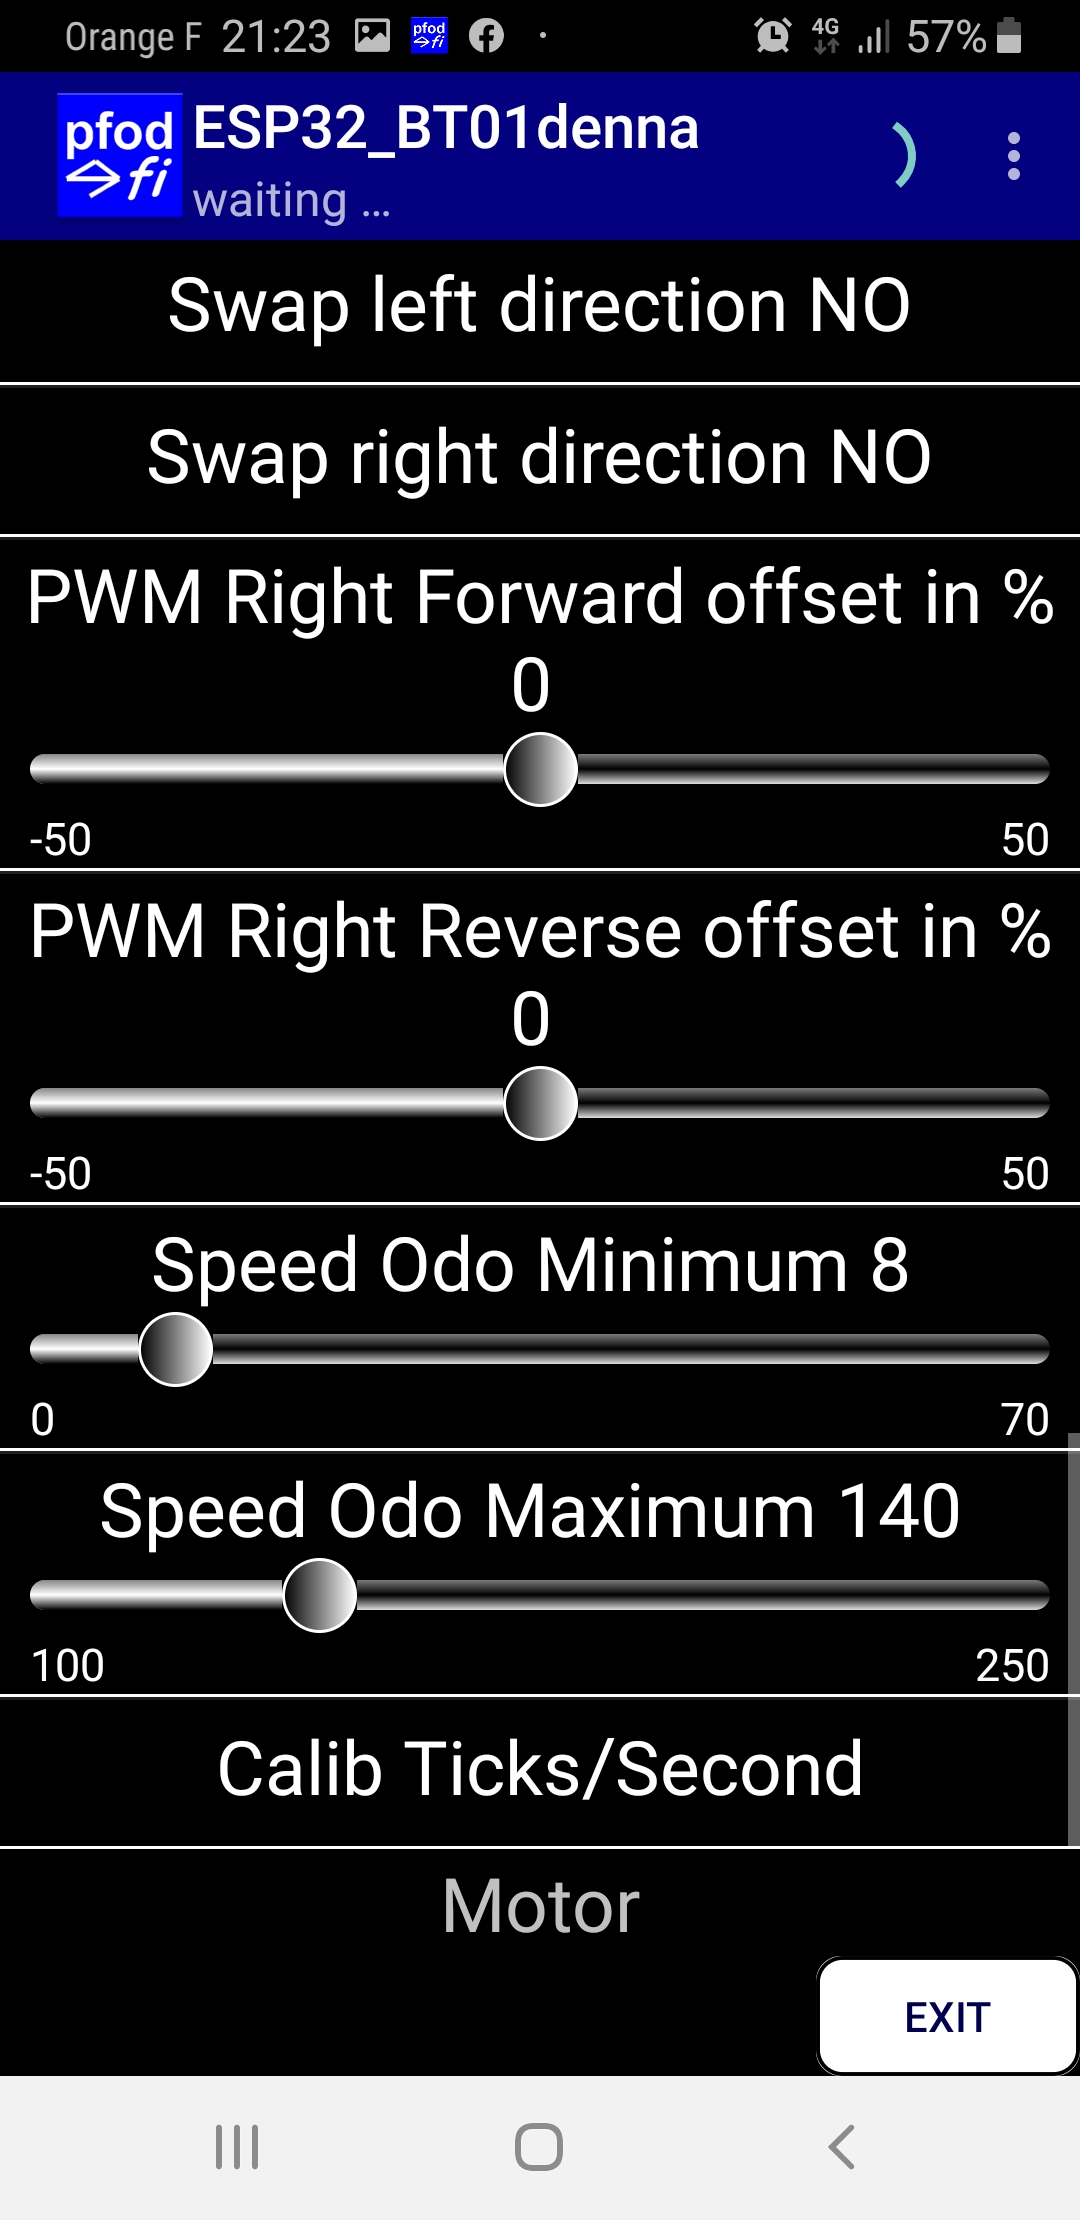 Orange F 21:23 pfod fi 4G 57%
pfod
fi
ESP32_BT01denna
waiting ...
Swap left direction NO
Swap right direction NO
PWM Right Forward offset in %
0
-50 50
PWM Right Reverse offset in %
0
-50 50
Speed Odo Minimum 8
0 70
Speed Odo Maximum 140
100 250
Calib Ticks/Second
Motor
EXIT